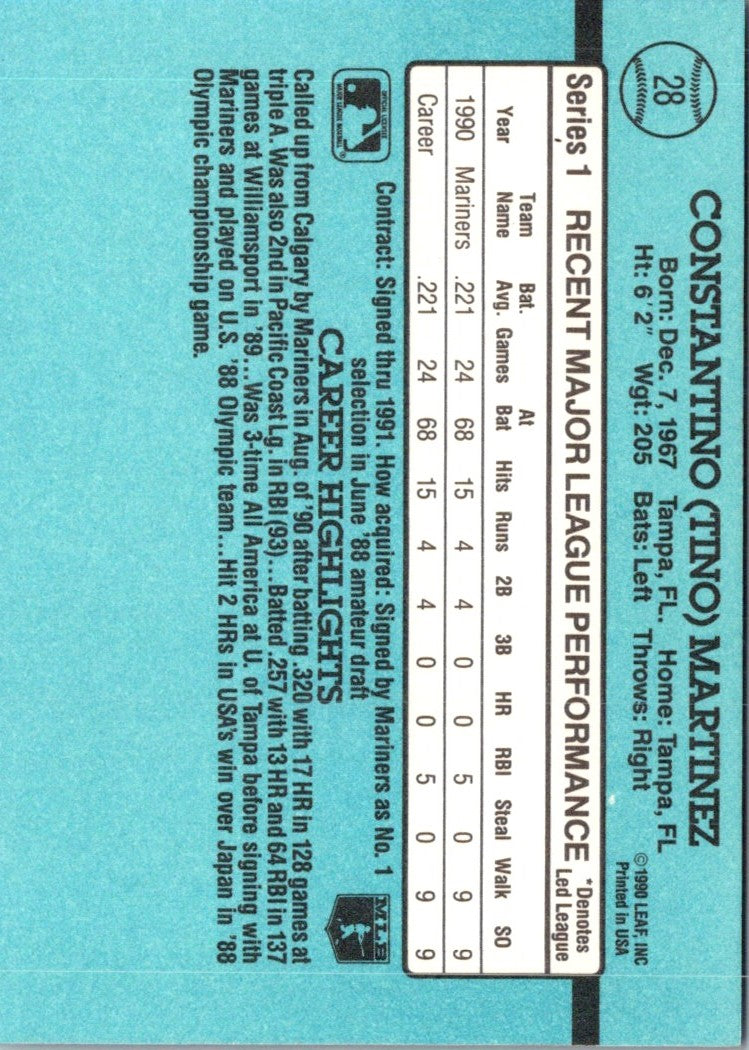 28
CONSTANTINO (TINO) MARTINEZ
Born: Dec. 7, 1967 Tampa, FL. Home: Tampa, FL
Ht: 6'2" Wgt: 205 Bats: Left Throws: Right
©1990 LEAF, INC
Printed in USA
Series 1 RECENT MAJOR LEAGUE PERFORMANCE *Denotes Led League
Year Team Name Bat. Avg. Games At Bat Hits Runs 2B 3B HR RBI Steal Walk SO
1990 Mariners .221 24 68 15 4 4 0 0 5 0 9 9
Career .221 24 68 15 4 4 0 0 5 0 9 9
OFFICIAL LICENSEE
MAJOR LEAGUE BASEBALL
MLB
Contract: Signed thru 1991. How acquired: Signed by Mariners as No. 1
selection in June '88 amateur draft
CAREER HIGHLIGHTS
Called up from Calgary by Mariners in Aug. of '90 after batting .320 with 17 HR in 128 games at
triple A. Was also 2nd in Pacific Coast Lg. in RBI (93)...Batted .257 with 13 HR and 64 RBI in 137
games at Williamsport in '89...Was 3-time All America at U. of Tampa before signing with
Mariners and played on U.S. '88 Olympic team...Hit 2 HRs in USA's win over Japan in '88
Olympic championship game.